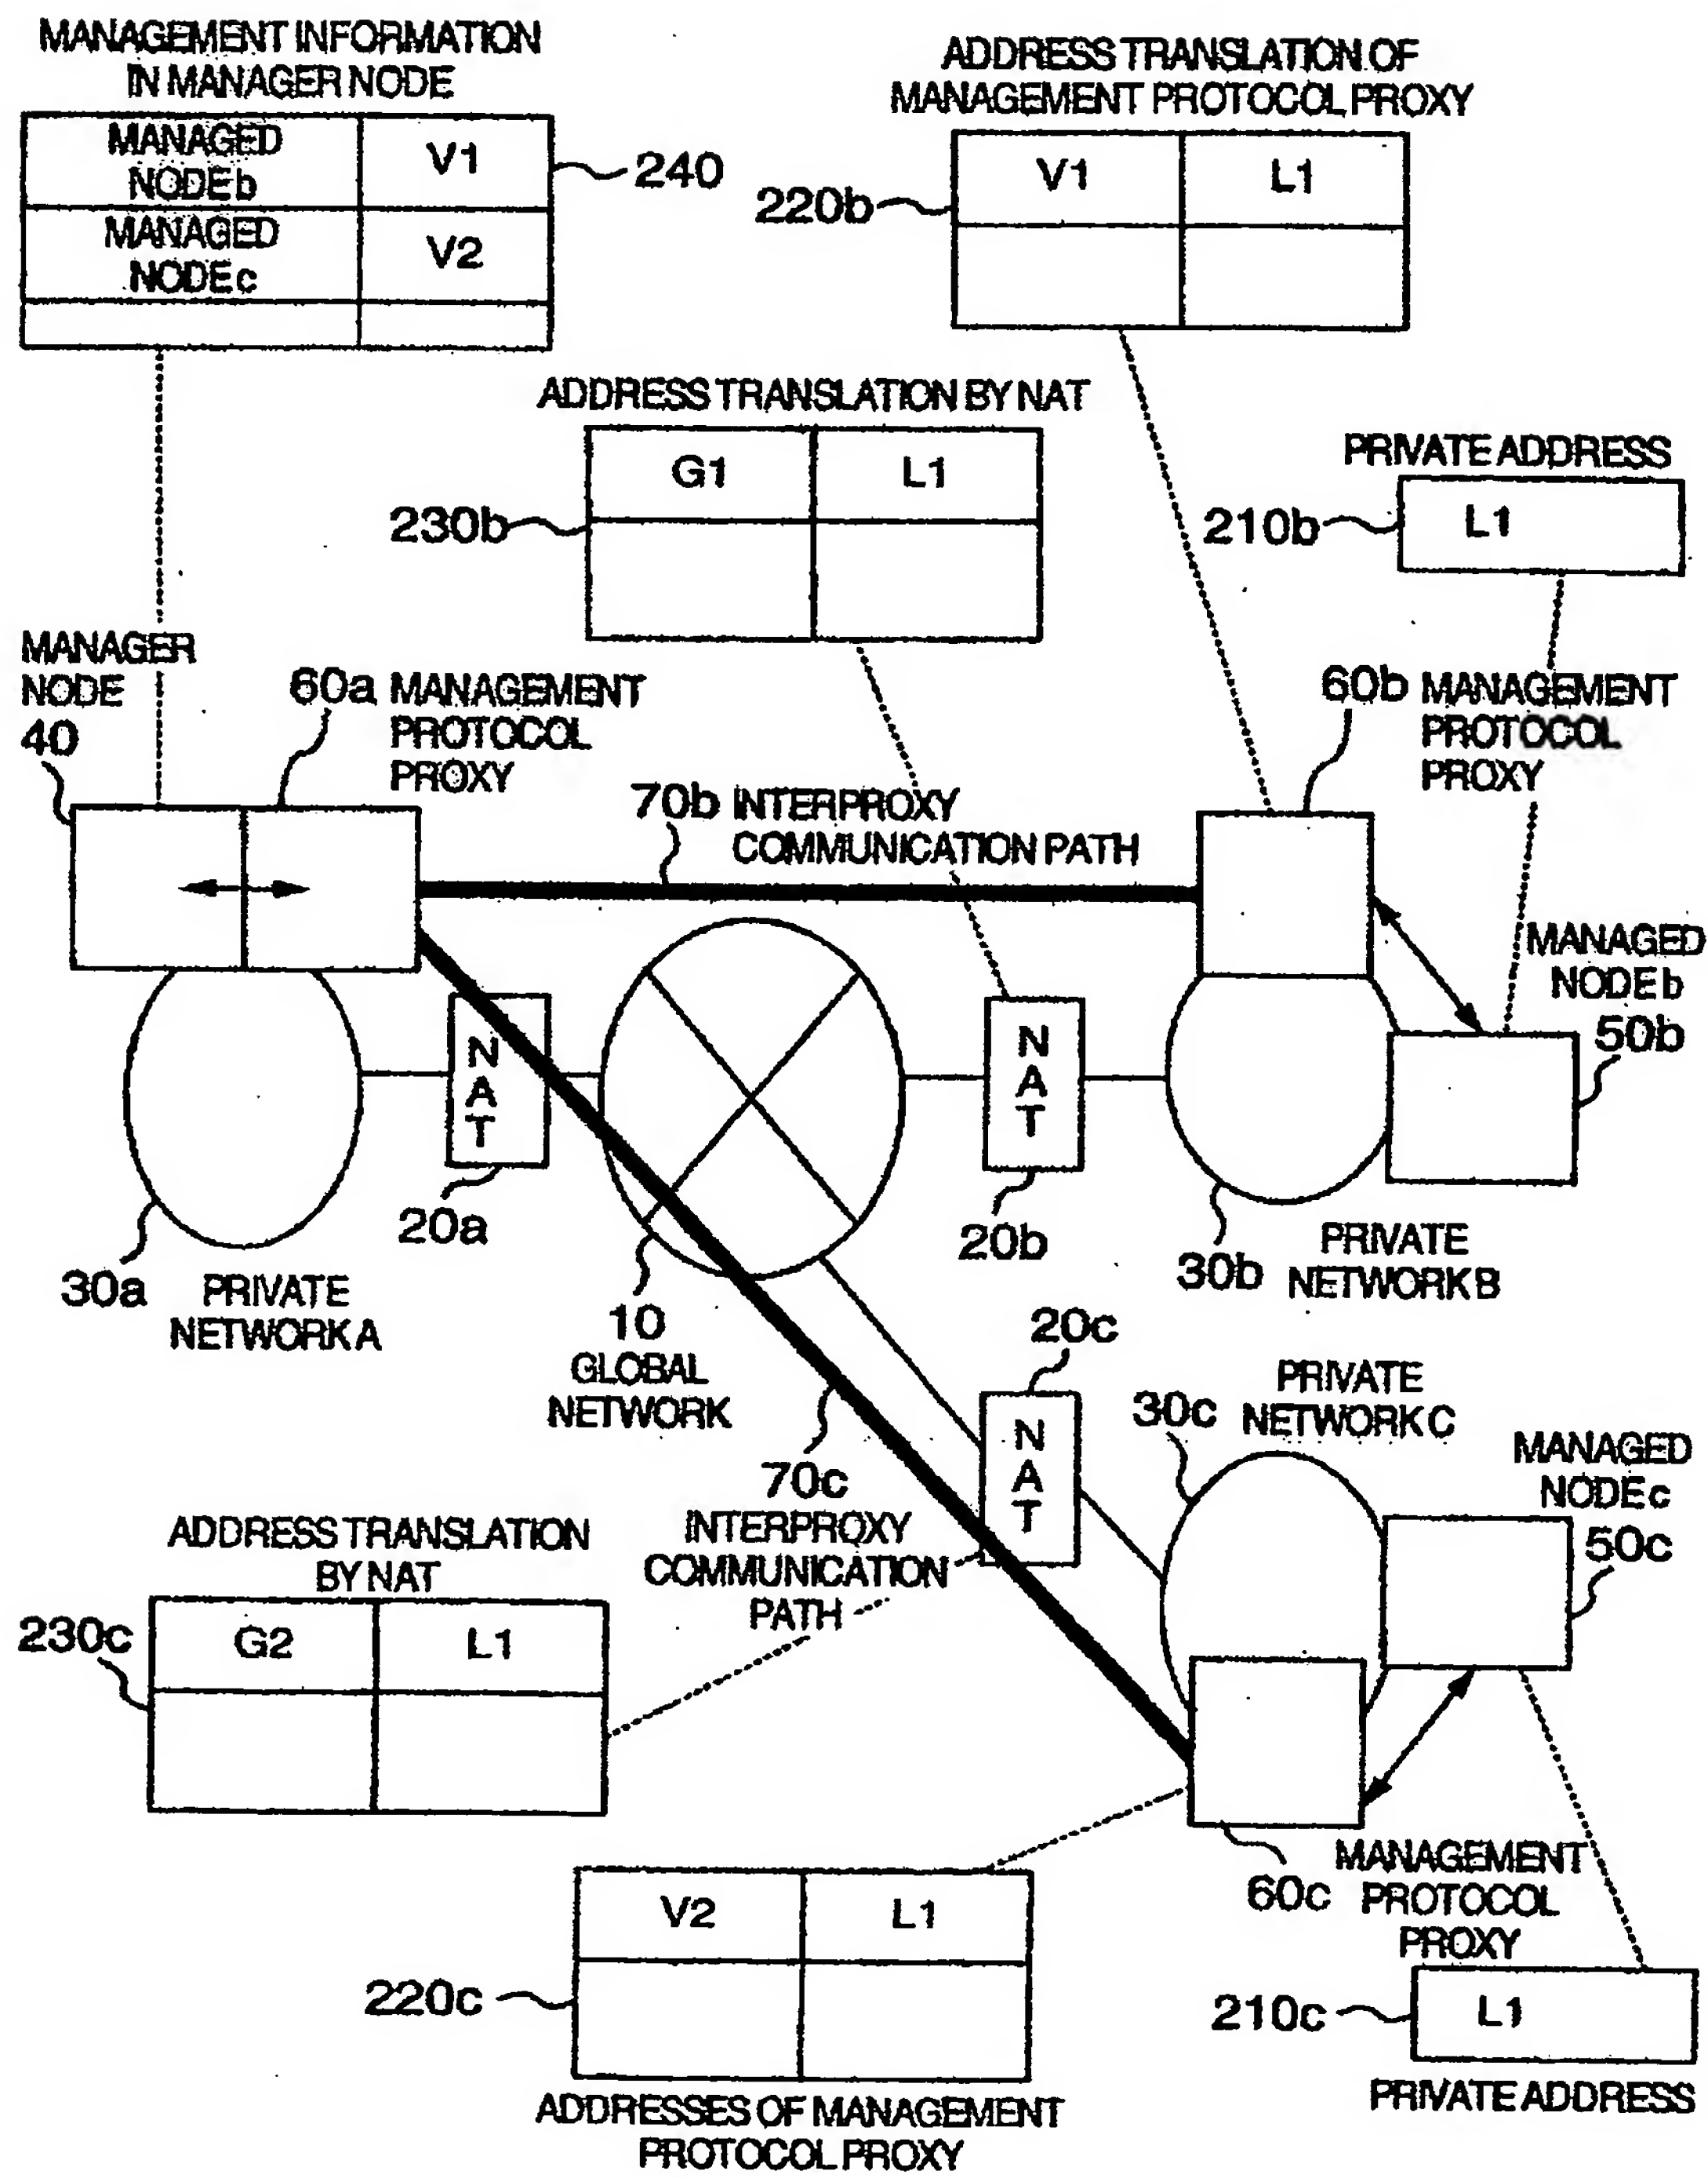 MANAGEMENT INFORMATION
IN MANAGER NODE
MANAGED
NODE b
V1
240
MANAGED
NODE c
V2
ADDRESS TRANSLATION OF
MANAGEMENT PROTOCOL PROXY
V1
L1
220b
ADDRESS TRANSLATION BY NAT
G1
L1
230b
PRIVATE ADDRESS
210b
L1
MANAGER
NODE
40
60a MANAGEMENT
PROTOCOL
PROXY
60b MANAGEMENT
PROTOCOL
PROXY
70b INTERPROXY
COMMUNICATION PATH
MANAGED
NODE b
50b
N
A
T
20a
N
A
T
20b
30a
PRIVATE
NETWORK A
10
GLOBAL
NETWORK
30b
PRIVATE
NETWORK B
20c
N
A
T
30c
PRIVATE
NETWORK C
MANAGED
NODE c
50c
70c
INTERPROXY
COMMUNICATION
PATH
ADDRESS TRANSLATION
BY NAT
230c
G2
L1
60c
MANAGEMENT
PROTOCOL
PROXY
V2
L1
220c
ADDRESSES OF MANAGEMENT
PROTOCOL PROXY
210c
L1
PRIVATE ADDRESS